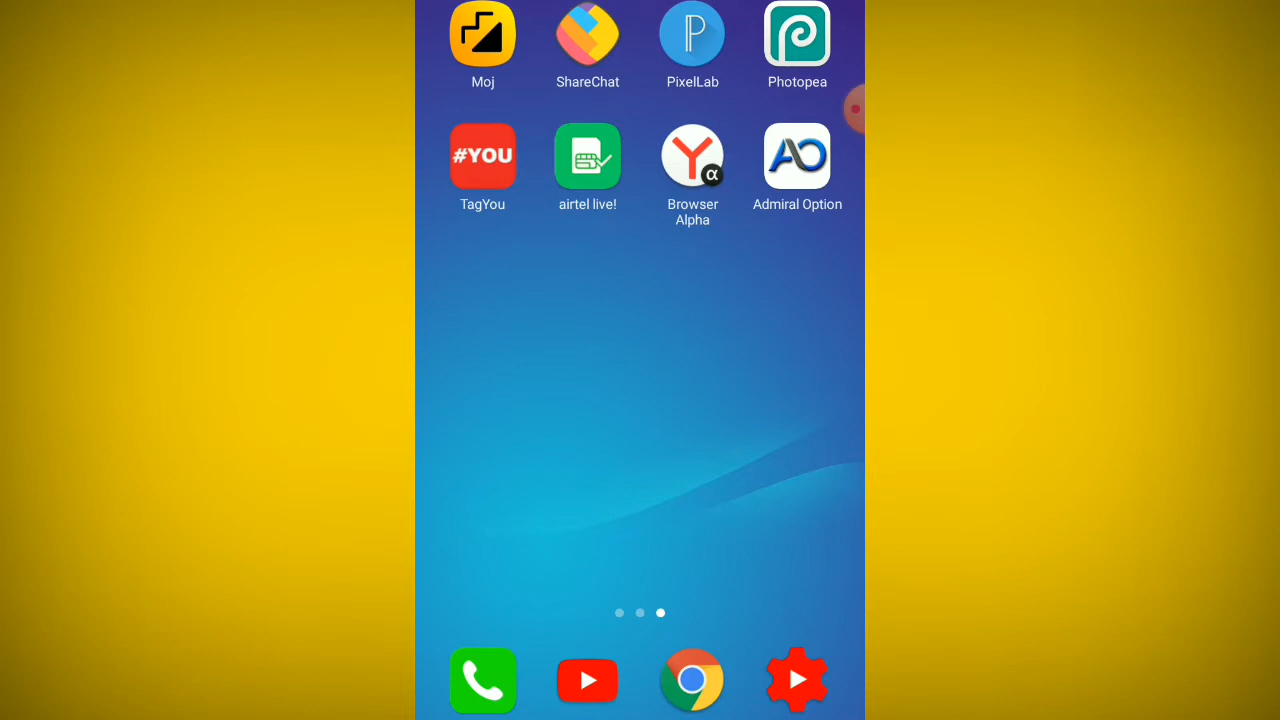 Moj
ShareChat
PixelLab
Photopea
#YOU
TagYou
airtel live!
α
Browser
Alpha
Admiral Option